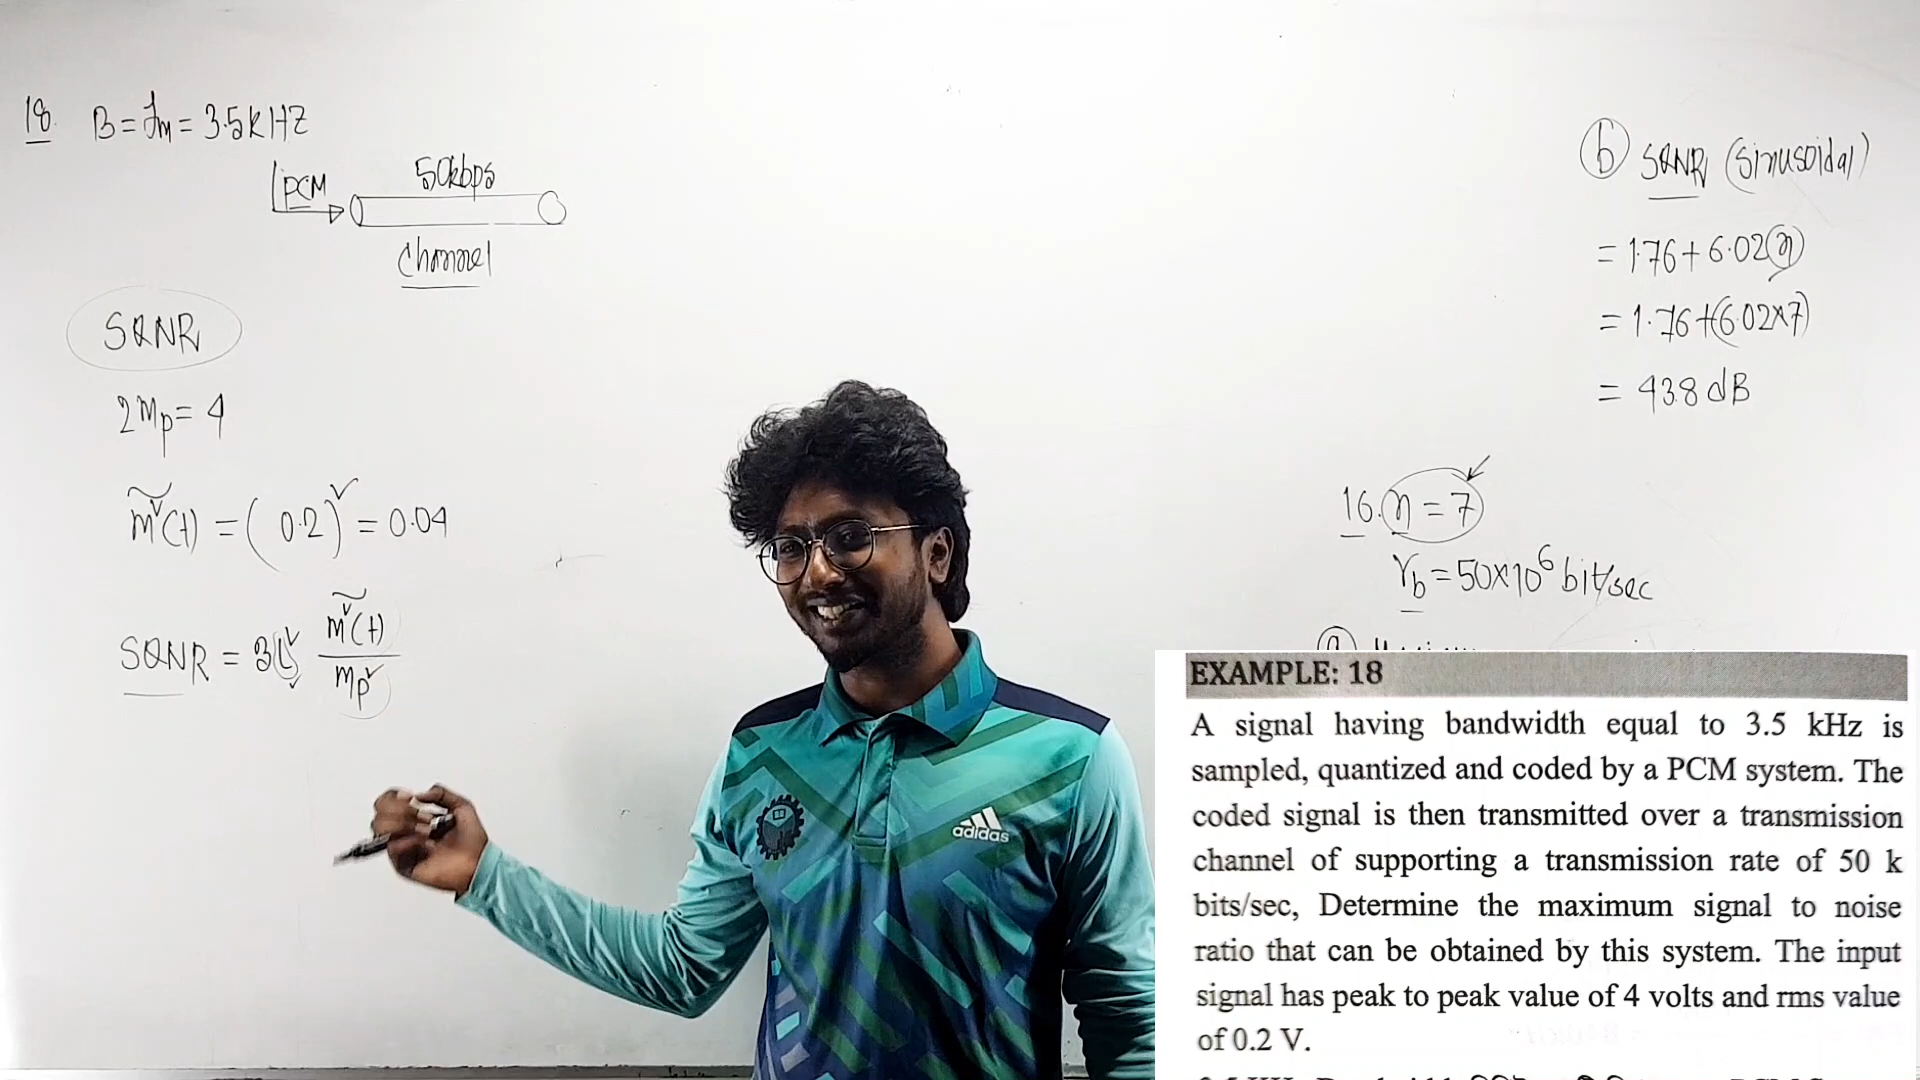 18. B = fm = 3.5kHZ
PCM
50kbps
channel
SQNR
2mp = 4
m²(t) = (0.2)² = 0.04
SQNR = 3L² m²(t)/mp²
b SQNR (Sinusoidal)
= 1.76 + 6.02(n)
= 1.76 + (6.02×7)
= 43.8 dB
16. n = 7
rb = 50×10⁶ bit/sec
adidas
EXAMPLE: 18
A signal having bandwidth equal to 3.5 kHz is
sampled, quantized and coded by a PCM system. The
coded signal is then transmitted over a transmission
channel of supporting a transmission rate of 50 k
bits/sec, Determine the maximum signal to noise
ratio that can be obtained by this system. The input
signal has peak to peak value of 4 volts and rms value
of 0.2 V.